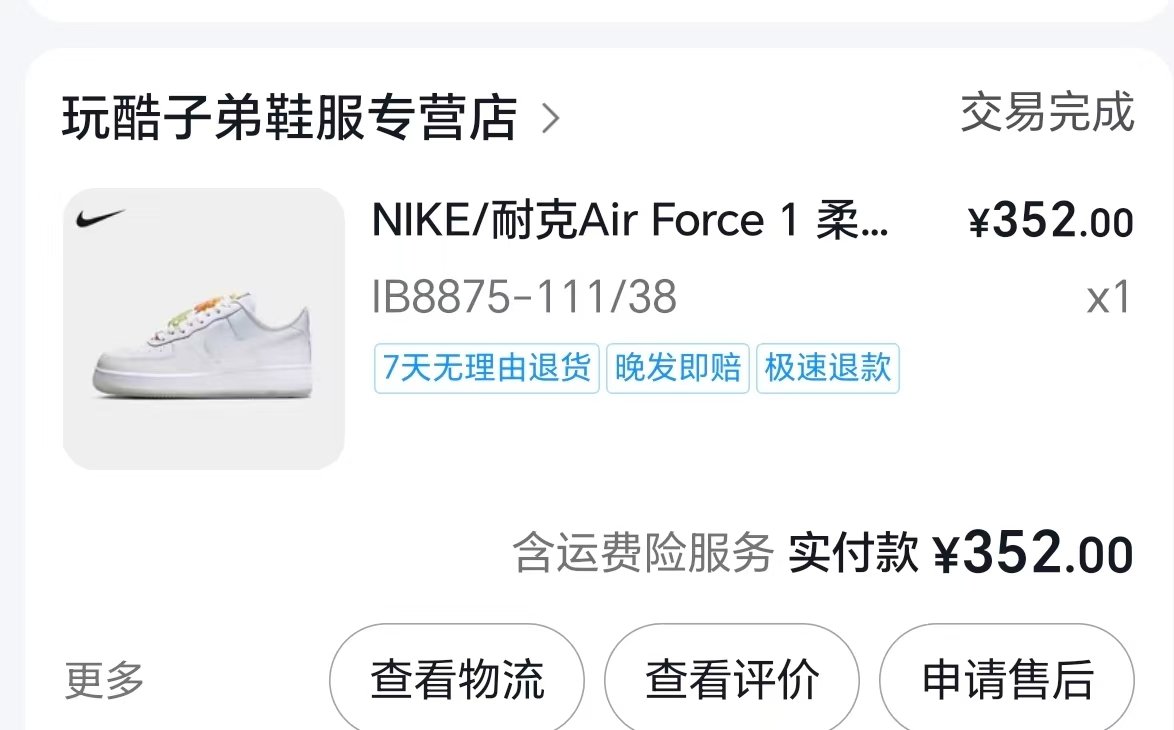 玩酷子弟鞋服专营店
交易完成
NIKE/耐克Air Force 1 柔...
¥352.00
IB8875-111/38
x1
7天无理由退货 晚发即赔 极速退款
含运费险服务 实付款 ¥352.00
更多 查看物流 查看评价 申请售后